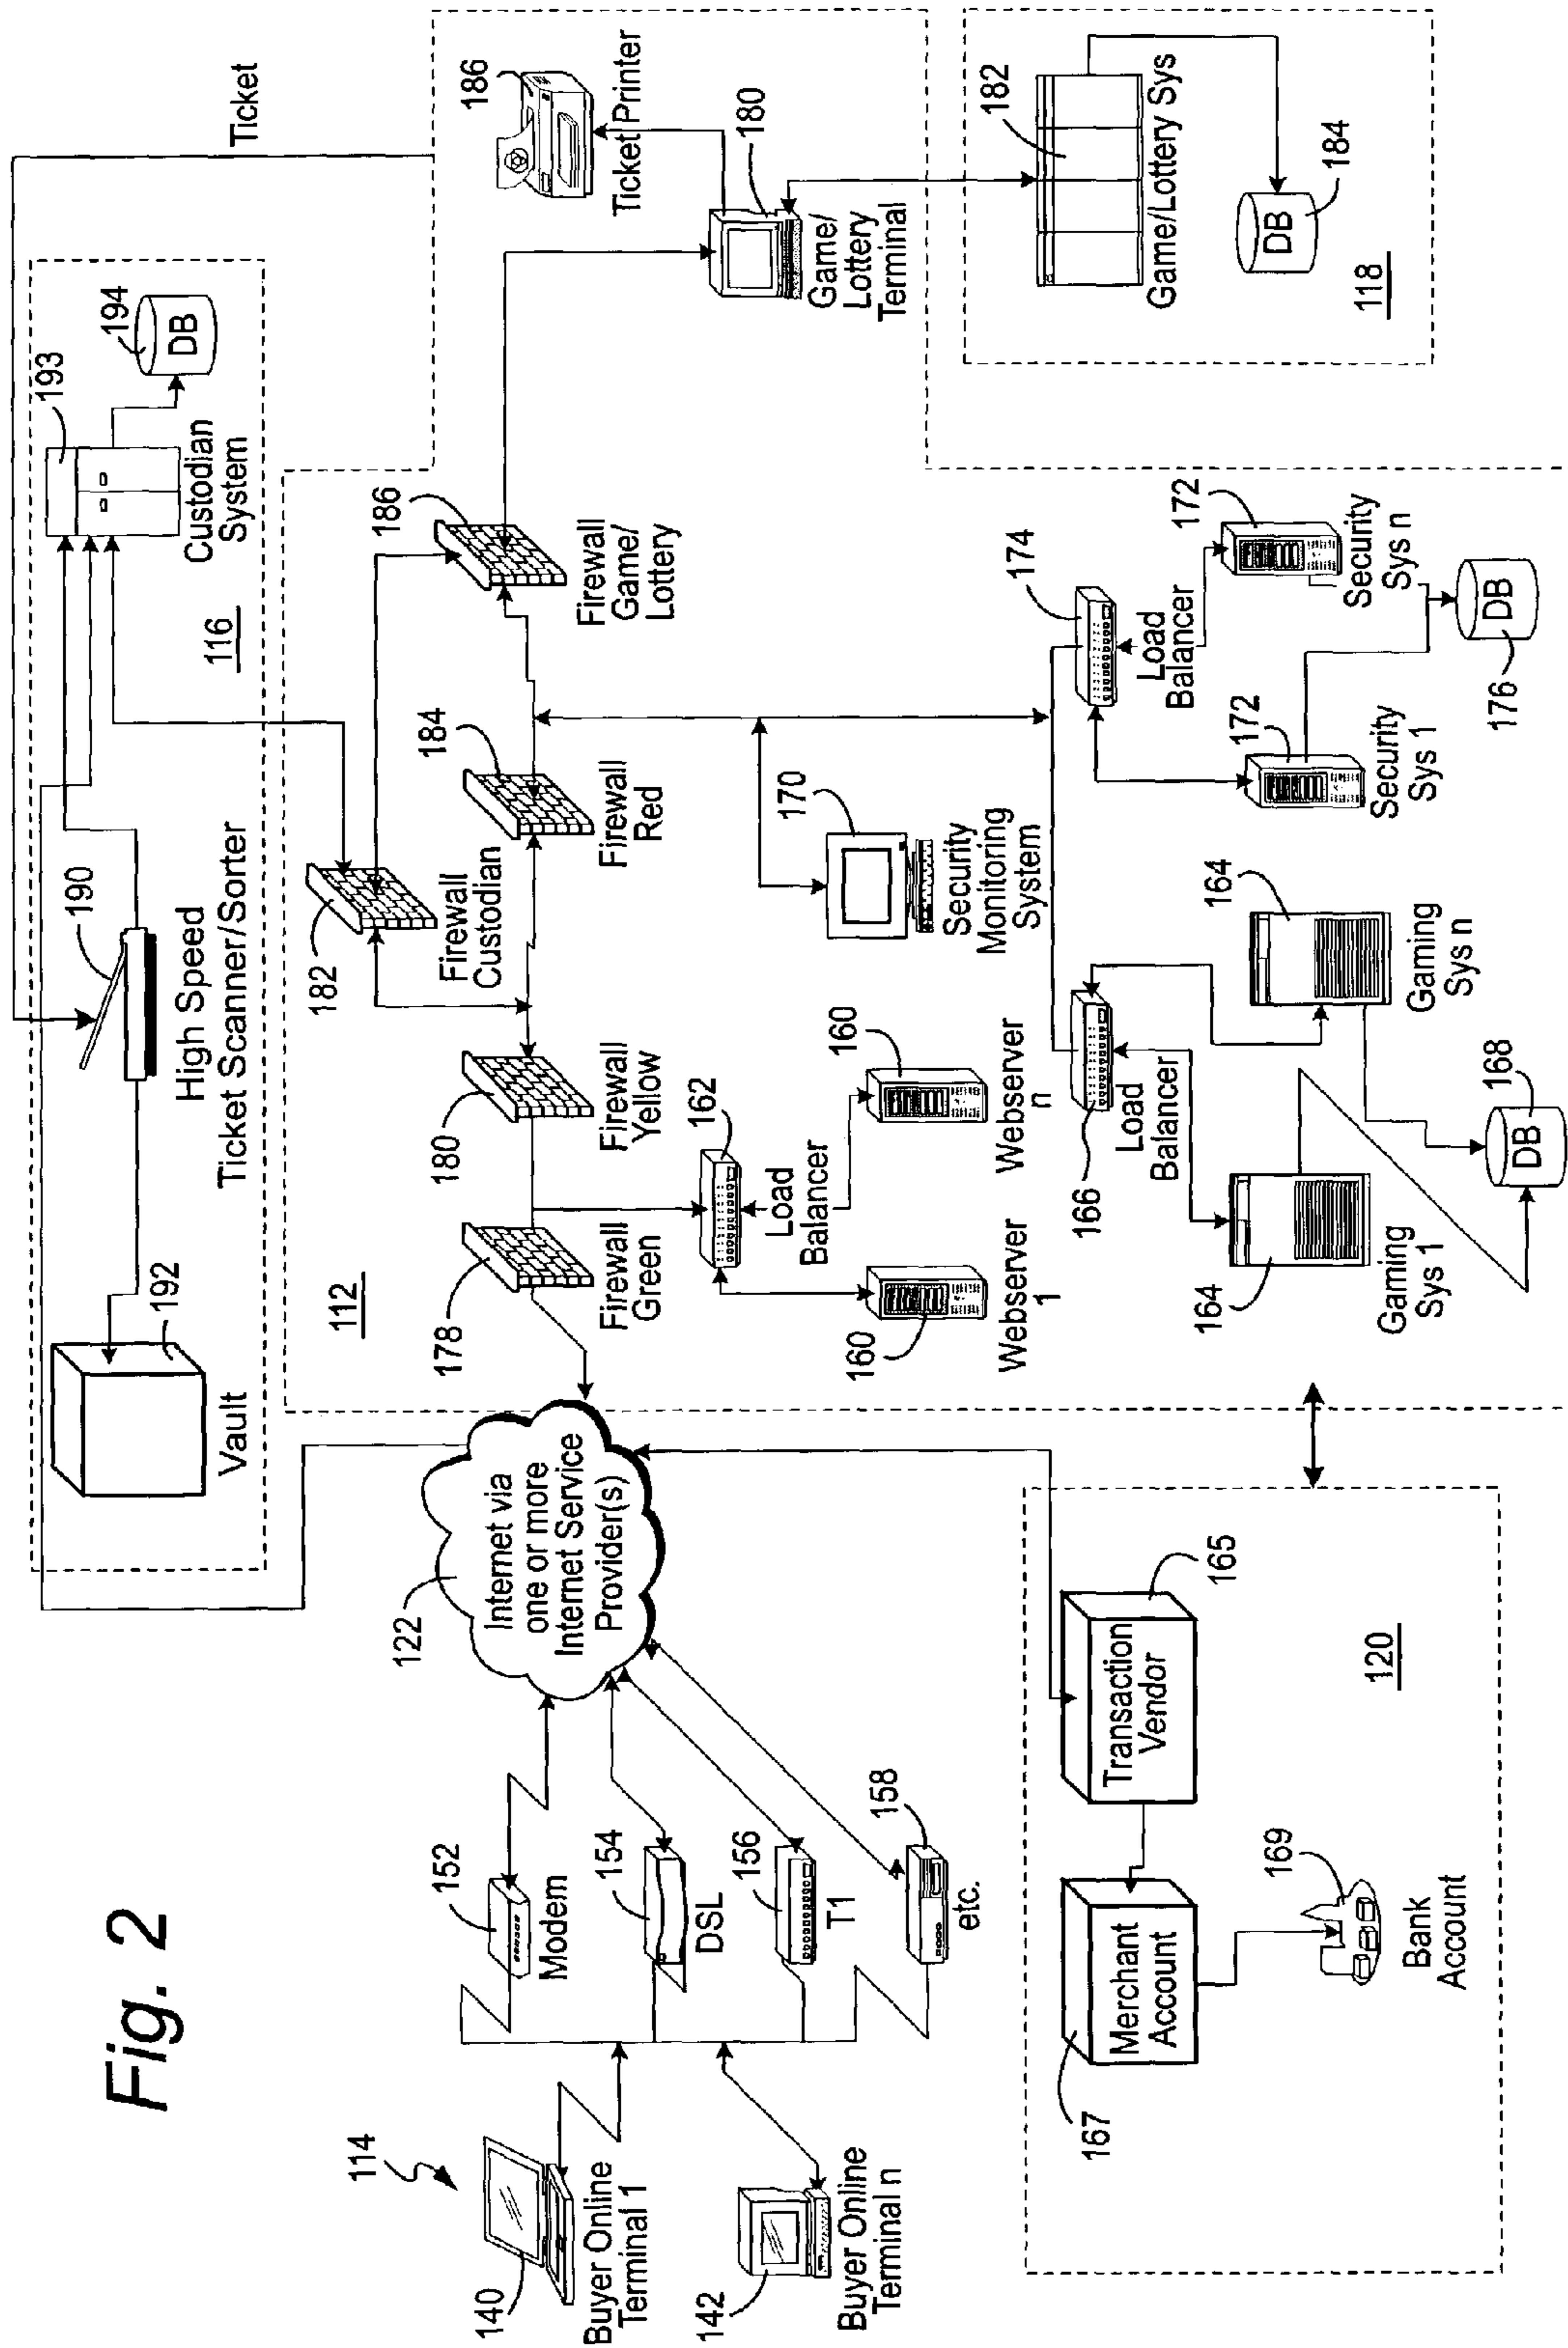 Fig. 2
Vault
192
High Speed
Ticket Scanner/Sorter
190
116
Custodian
System
193
DB
194
Ticket
114
140
Buyer Online
Terminal 1
142
Buyer Online
Terminal n
152
Modem
154
DSL
156
T1
158
etc.
122
Internet via
one or more
Internet Service
Provider(s)
112
178
Firewall
Green
180
Firewall
Yellow
182
Firewall
Custodian
184
Firewall
Red
186
Firewall
Game/
Lottery
186
Ticket Printer
180
Game/
Lottery
Terminal
182
Game/Lottery Sys
DB
184
118
162
Load
Balancer
160
Webserver
1
160
Webserver
n
170
Security
Monitoring
System
174
Load
Balancer
172
Security
Sys 1
172
Security
Sys n
DB
176
166
Load
Balancer
164
Gaming
Sys 1
164
Gaming
Sys n
DB
168
167
Merchant
Account
Transaction
Vendor
165
169
Bank
Account
120